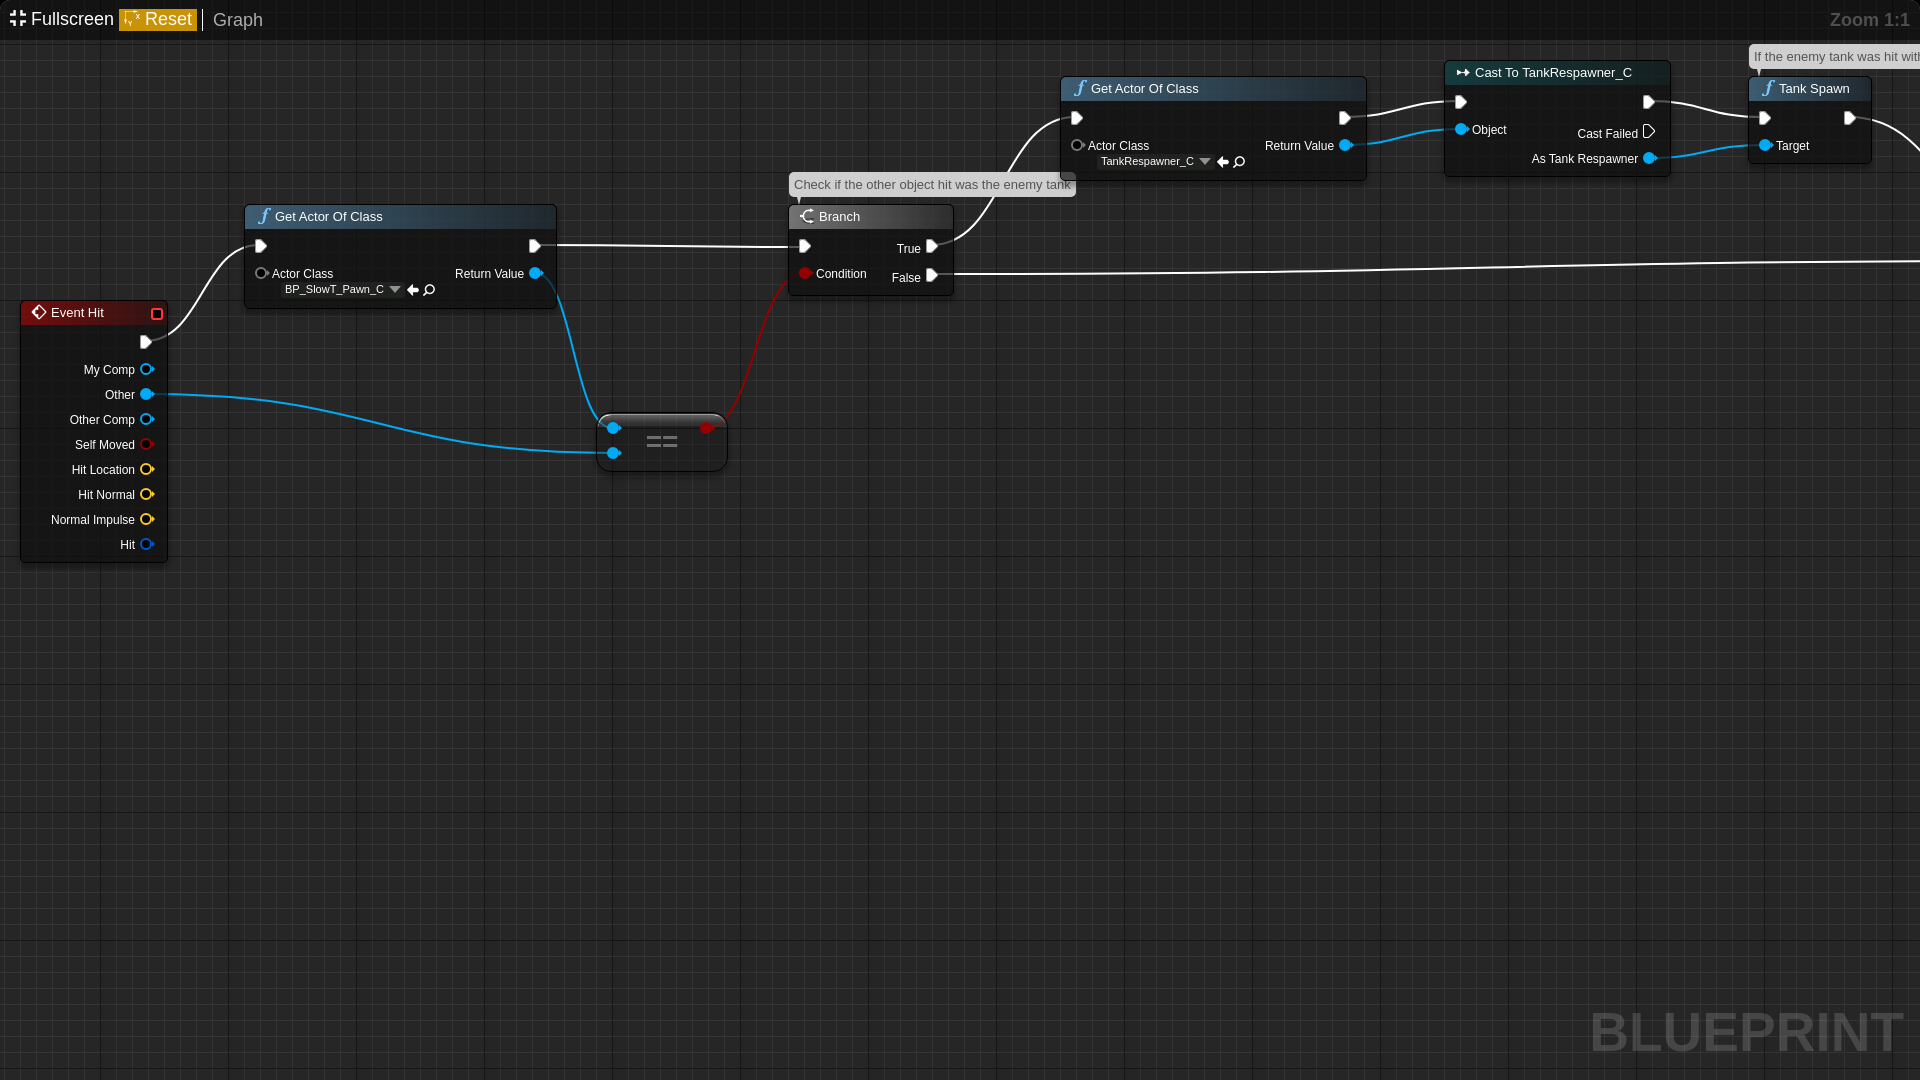 Fullscreen Reset Graph Zoom 1:1
If the enemy tank was hit with
Cast To TankRespawner_C
Object
Cast Failed
As Tank Respawner
Tank Spawn
Target
Get Actor Of Class
Actor Class
TankRespawner_C
Return Value
Check if the other object hit was the enemy tank
Branch
True
Condition
False
Get Actor Of Class
Actor Class
BP_SlowT_Pawn_C
Return Value
Event Hit
My Comp
Other
Other Comp
Self Moved
Hit Location
Hit Normal
Normal Impulse
Hit
==
BLUEPRINT